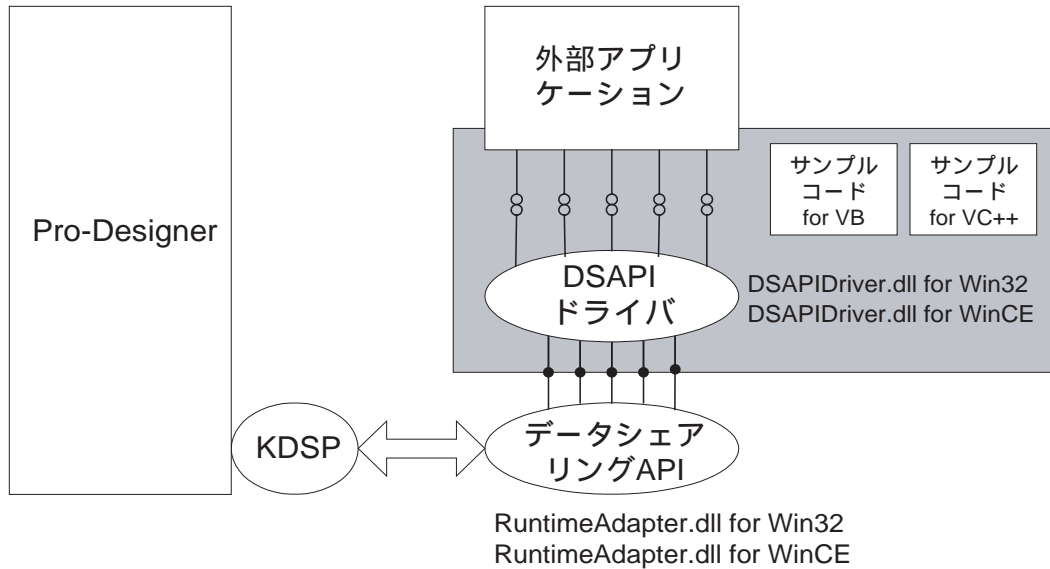 外部アプリ
ケーション
サンプル
コード
for VB
サンプル
コード
for VC++
Pro-Designer
DSAPI
ドライバ
DSAPIDriver.dll for Win32
DSAPIDriver.dll for WinCE
KDSP
データシェア
リングAPI
RuntimeAdapter.dll for Win32
RuntimeAdapter.dll for WinCE